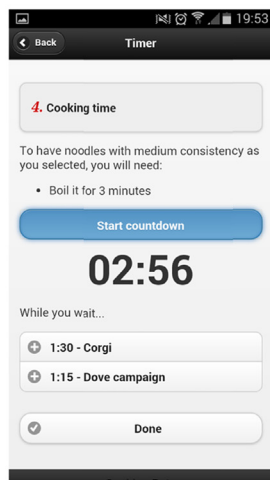 19:53
Back
Timer
4. Cooking time
To have noodles with medium consistency as
you selected, you will need:
• Boil it for 3 minutes
Start countdown
02:56
While you wait...
1:30 - Corgi
1:15 - Dove campaign
Done